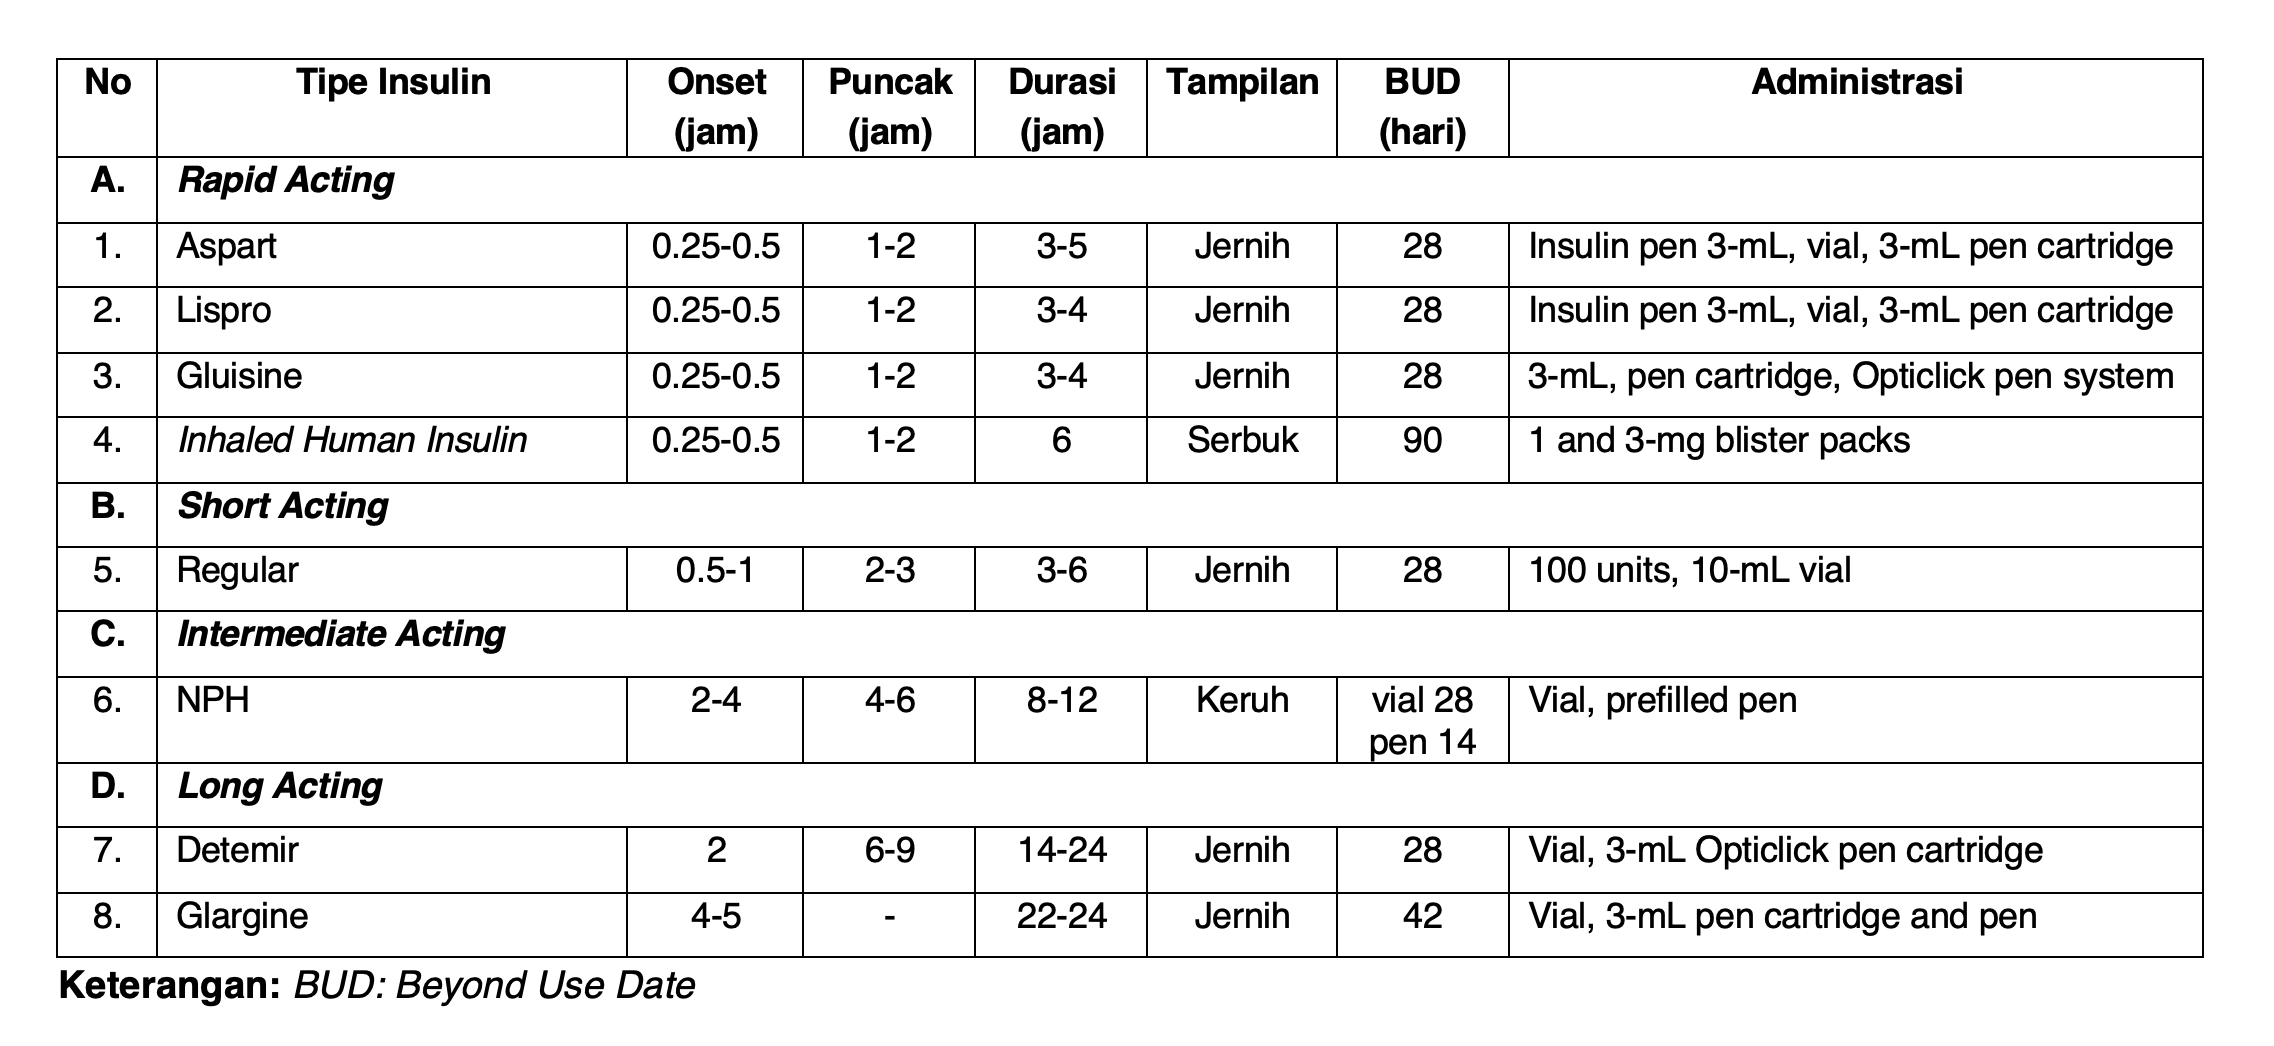 No Tipe Insulin Onset (jam) Puncak (jam) Durasi (jam) Tampilan BUD (hari) Administrasi
A. Rapid Acting
1. Aspart 0.25-0.5 1-2 3-5 Jernih 28 Insulin pen 3-mL, vial, 3-mL pen cartridge
2. Lispro 0.25-0.5 1-2 3-4 Jernih 28 Insulin pen 3-mL, vial, 3-mL pen cartridge
3. Gluisine 0.25-0.5 1-2 3-4 Jernih 28 3-mL, pen cartridge, Opticlick pen system
4. Inhaled Human Insulin 0.25-0.5 1-2 6 Serbuk 90 1 and 3-mg blister packs
B. Short Acting
5. Regular 0.5-1 2-3 3-6 Jernih 28 100 units, 10-mL vial
C. Intermediate Acting
6. NPH 2-4 4-6 8-12 Keruh vial 28 pen 14 Vial, prefilled pen
D. Long Acting
7. Detemir 2 6-9 14-24 Jernih 28 Vial, 3-mL Opticlick pen cartridge
8. Glargine 4-5 - 22-24 Jernih 42 Vial, 3-mL pen cartridge and pen
Keterangan: BUD: Beyond Use Date